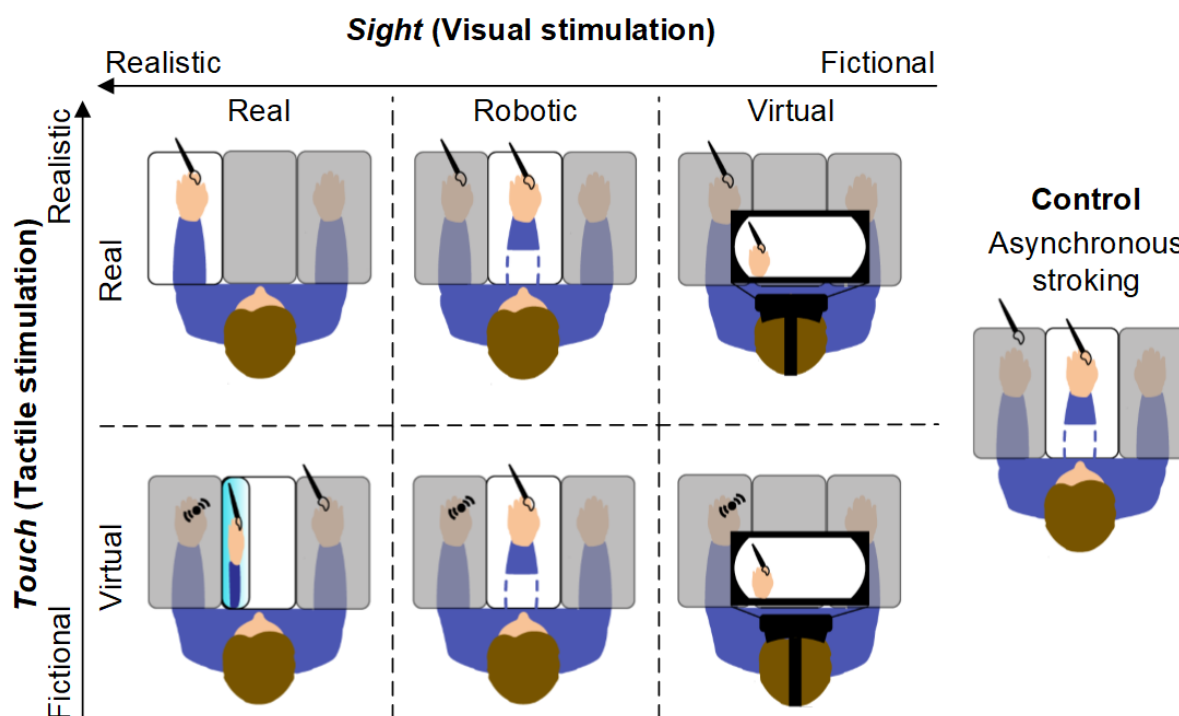 Sight (Visual stimulation)
Realistic
Fictional
Real
Robotic
Virtual
Touch (Tactile stimulation)
Realistic
Fictional
Real
Virtual
Control
Asynchronous
stroking